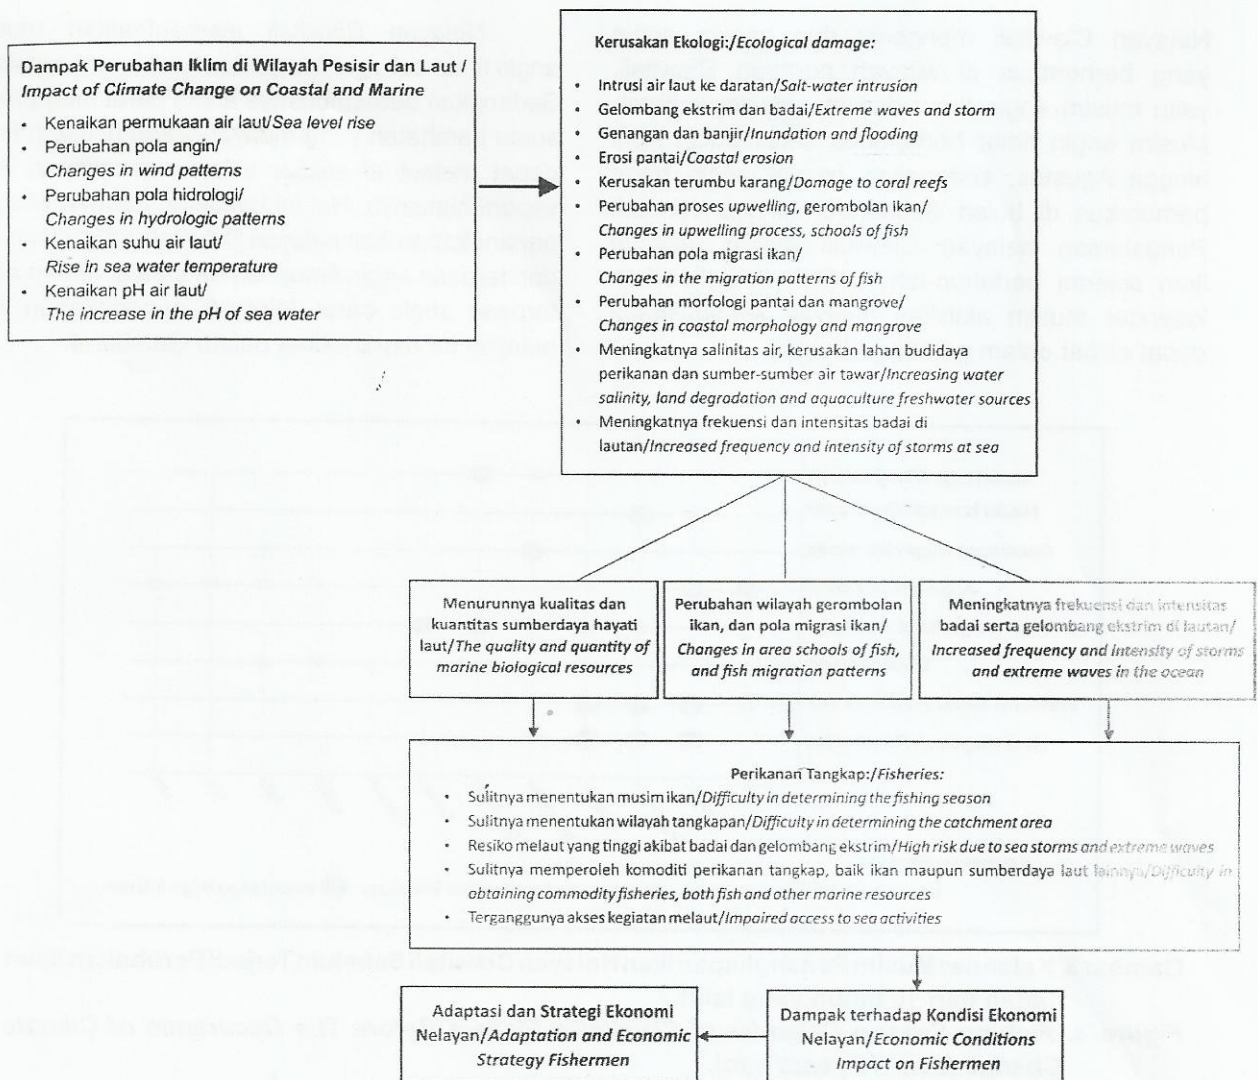 Dampak Perubahan Iklim di Wilayah Pesisir dan Laut /
Impact of Climate Change on Coastal and Marine
• Kenaikan permukaan air laut/Sea level rise
• Perubahan pola angin/
Changes in wind patterns
• Perubahan pola hidrologi/
Changes in hydrologic patterns
• Kenaikan suhu air laut/
Rise in sea water temperature
• Kenaikan pH air laut/
The increase in the pH of sea water
Kerusakan Ekologi:/Ecological damage:
• Intrusi air laut ke daratan/Salt-water intrusion
• Gelombang ekstrim dan badai/Extreme waves and storm
• Genangan dan banjir/Inundation and flooding
• Erosi pantai/Coastal erosion
• Kerusakan terumbu karang/Damage to coral reefs
• Perubahan proses upwelling, gerombolan ikan/
Changes in upwelling process, schools of fish
• Perubahan pola migrasi ikan/
Changes in the migration patterns of fish
• Perubahan morfologi pantai dan mangrove/
Changes in coastal morphology and mangrove
• Meningkatnya salinitas air, kerusakan lahan budidaya
perikanan dan sumber-sumber air tawar/Increasing water
salinity, land degradation and aquaculture freshwater sources
• Meningkatnya frekuensi dan intensitas badai di
lautan/Increased frequency and intensity of storms at sea
Menurunnya kualitas dan
kuantitas sumberdaya hayati
laut/The quality and quantity of
marine biological resources
Perubahan wilayah gerombolan
ikan, dan pola migrasi ikan/
Changes in area schools of fish,
and fish migration patterns
Meningkatnya frekuensi dan intensitas
badai serta gelombang ekstrim di lautan/
Increased frequency and intensity of storms
and extreme waves in the ocean
Perikanan Tangkap:/Fisheries:
• Sulitnya menentukan musim ikan/Difficulty in determining the fishing season
• Sulitnya menentukan wilayah tangkapan/Difficulty in determining the catchment area
• Resiko melaut yang tinggi akibat badai dan gelombang ekstrim/High risk due to sea storms and extreme waves
• Sulitnya memperoleh komoditi perikanan tangkap, baik ikan maupun sumberdaya laut lainnya/Difficulty in
obtaining commodity fisheries, both fish and other marine resources
• Terganggunya akses kegiatan melaut/Impaired access to sea activities
Adaptasi dan Strategi Ekonomi
Nelayan/Adaptation and Economic
Strategy Fishermen
Dampak terhadap Kondisi Ekonomi
Nelayan/Economic Conditions
Impact on Fishermen